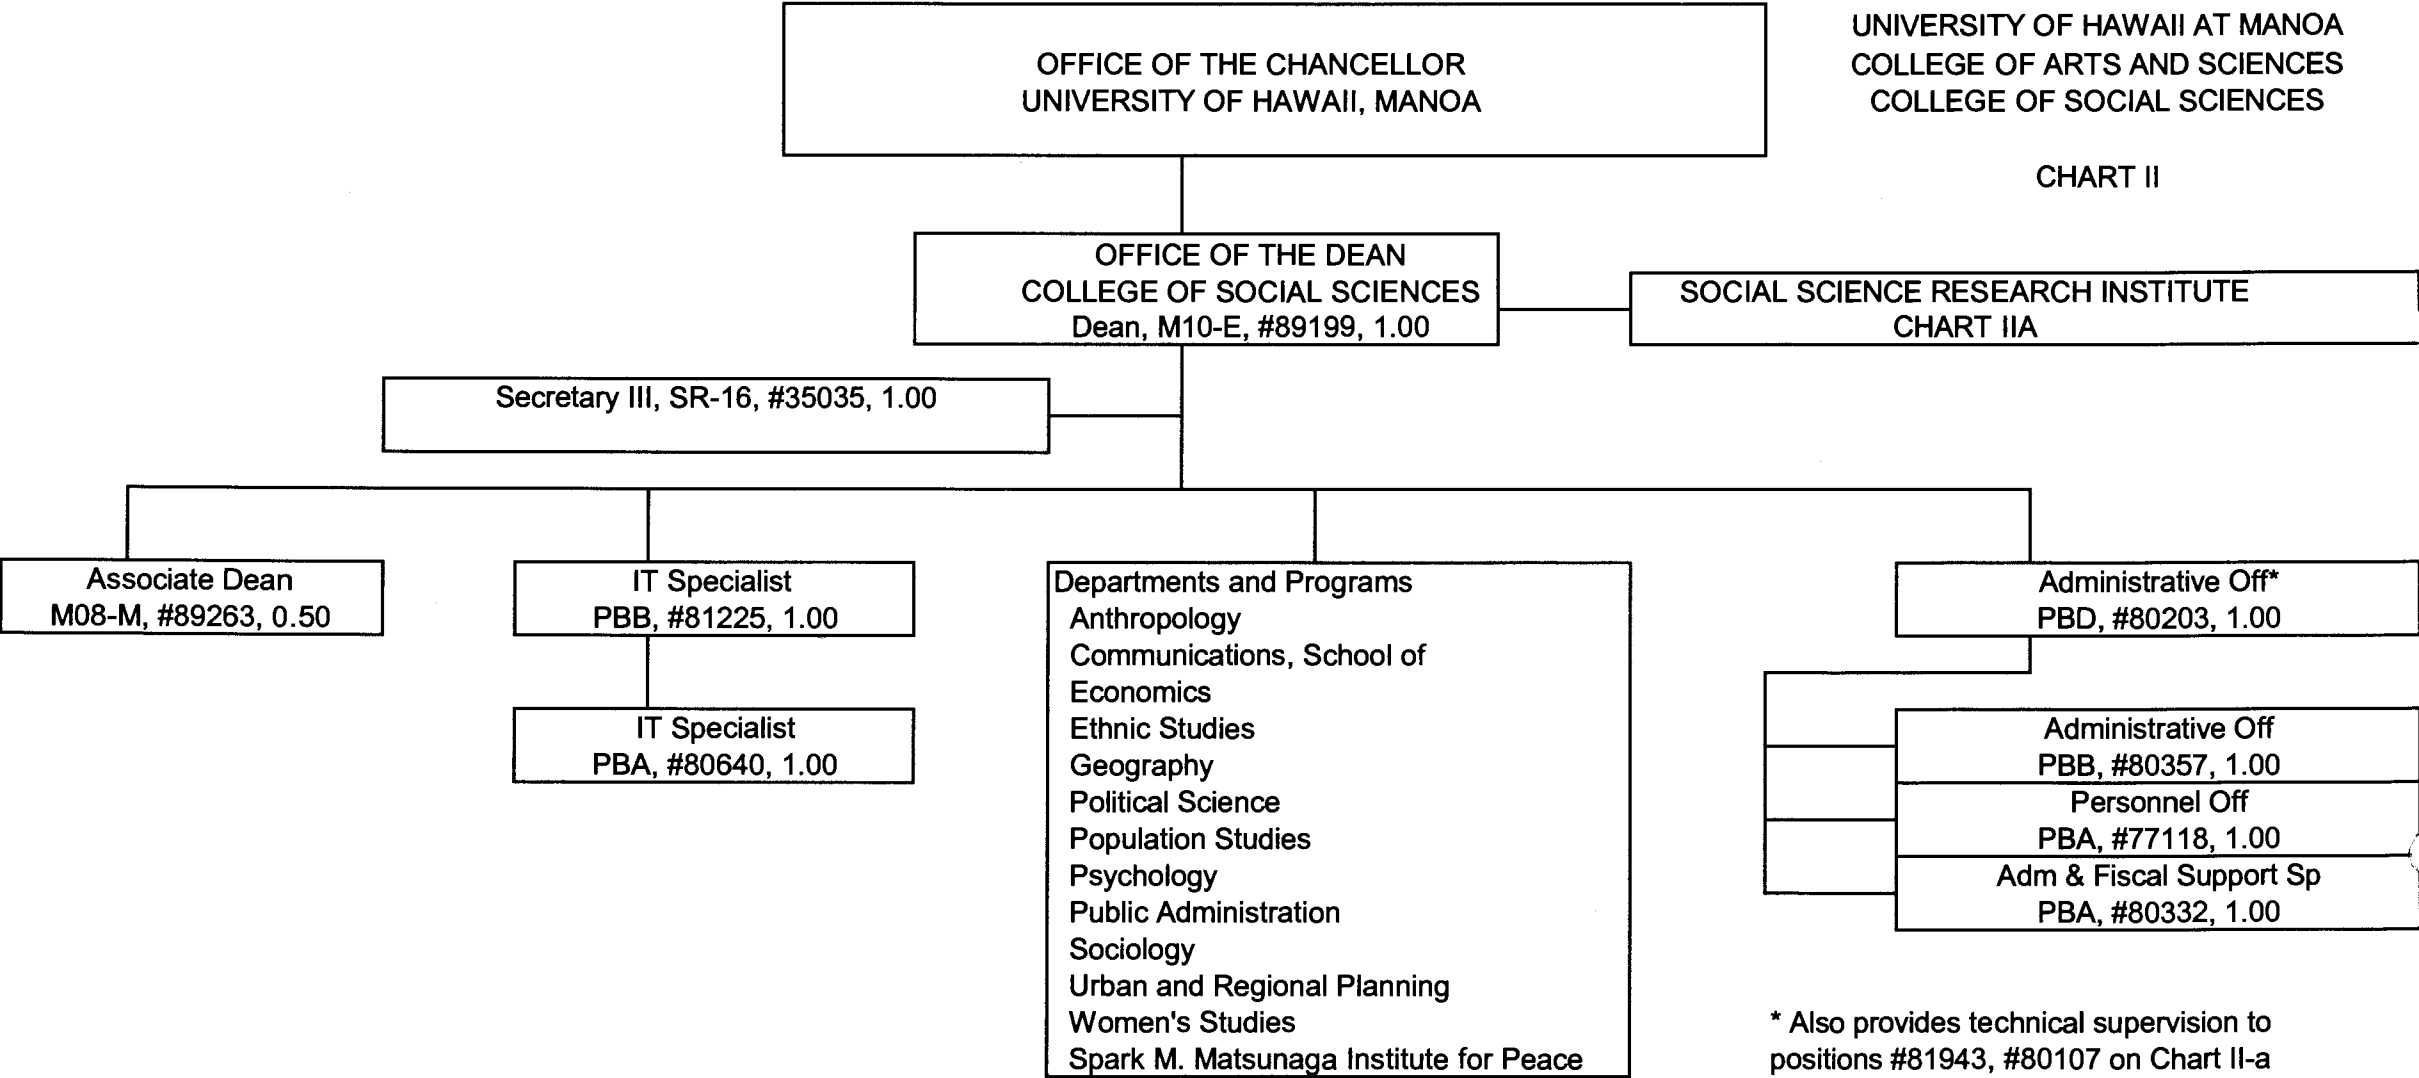 OFFICE OF THE CHANCELLOR
UNIVERSITY OF HAWAII, MANOA
UNIVERSITY OF HAWAII AT MANOA
COLLEGE OF ARTS AND SCIENCES
COLLEGE OF SOCIAL SCIENCES
CHART II
OFFICE OF THE DEAN
COLLEGE OF SOCIAL SCIENCES
Dean, M10-E, #89199, 1.00
SOCIAL SCIENCE RESEARCH INSTITUTE
CHART IIA
Secretary III, SR-16, #35035, 1.00
Associate Dean
M08-M, #89263, 0.50
IT Specialist
PBB, #81225, 1.00
IT Specialist
PBA, #80640, 1.00
Departments and Programs
Anthropology
Communications, School of
Economics
Ethnic Studies
Geography
Political Science
Population Studies
Psychology
Public Administration
Sociology
Urban and Regional Planning
Women's Studies
Spark M. Matsunaga Institute for Peace
Administrative Off*
PBD, #80203, 1.00
Administrative Off
PBB, #80357, 1.00
Personnel Off
PBA, #77118, 1.00
Adm & Fiscal Support Sp
PBA, #80332, 1.00
* Also provides technical supervision to
positions #81943, #80107 on Chart II-a